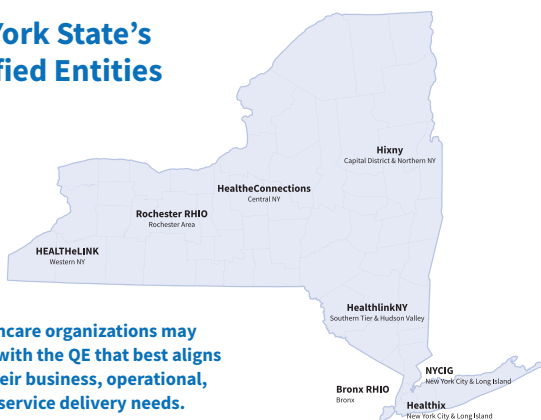 ork State's
fied Entities
Hixny
Capital District & Northern NY
HealtheConnections
Central NY
Rochester RHIO
Rochester Area
HEALTHeLINK
Western NY
HealthlinkNY
Southern Tier & Hudson Valley
ncare organizations may
with the QE that best aligns
eir business, operational,
service delivery needs.
NYCIG
New York City & Long Island
Bronx RHIO
Bronx
Healthix
New York City & Long Island